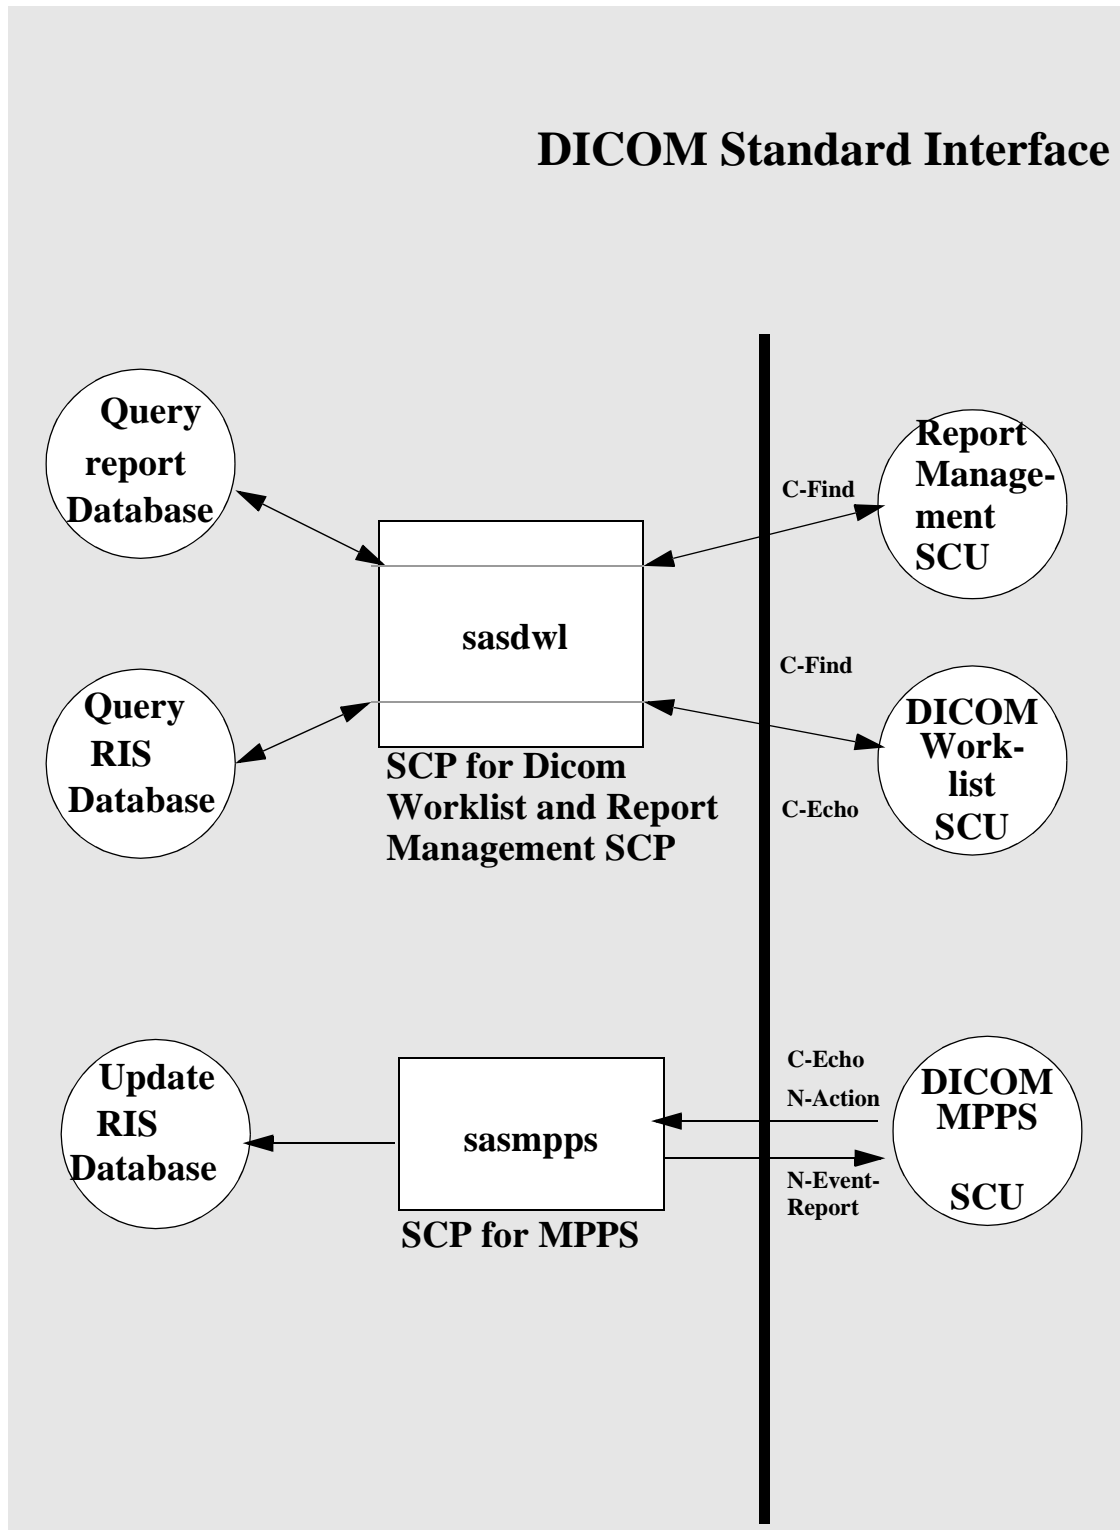 DICOM Standard Interface
Query
report
Database
C-Find
Report
Manage-
ment
SCU
sasdwl
Query
RIS
Database
SCP for Dicom
Worklist and Report
Management SCP
C-Find
C-Echo
DICOM
Work-
list
SCU
Update
RIS
Database
sasmpps
SCP for MPPS
C-Echo
N-Action
N-Event-
Report
DICOM
MPPS
SCU